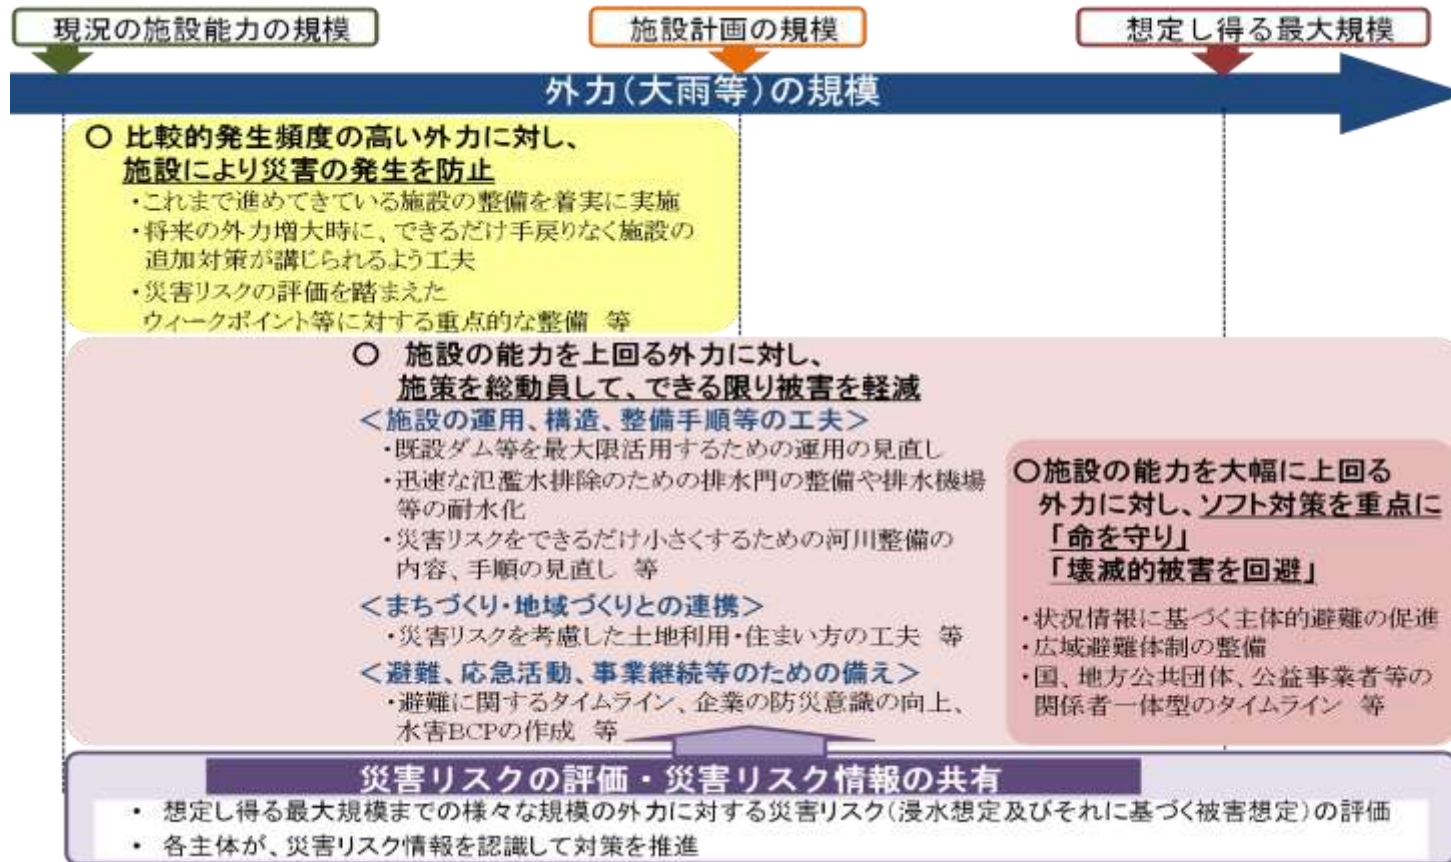 現況の施設能力の規模
施設計画の規模
想定し得る最大規模
外力(大雨等)の規模
○ 比較的発生頻度の高い外力に対し、
施設により災害の発生を防止
・これまで進めてきている施設の整備を着実に実施
・将来の外力増大時に、できるだけ手戻りなく施設の
追加対策が講じられるよう工夫
・災害リスクの評価を踏まえた
ウィークポイント等に対する重点的な整備 等
○ 施設の能力を上回る外力に対し、
施策を総動員して、できる限り被害を軽減
<施設の運用、構造、整備手順等の工夫>
・既設ダム等を最大限活用するための運用の見直し
・迅速な氾濫水排除のための排水門の整備や排水機場
等の耐水化
・災害リスクをできるだけ小さくするための河川整備の
内容、手順の見直し 等
<まちづくり・地域づくりとの連携>
・災害リスクを考慮した土地利用・住まい方の工夫 等
<避難、応急活動、事業継続等のための備え>
・避難に関するタイムライン、企業の防災意識の向上、
水害BCPの作成 等
○施設の能力を大幅に上回る
外力に対し、ソフト対策を重点に
「命を守り」
「壊滅的被害を回避」
・状況情報に基づく主体的避難の促進
・広域避難体制の整備
・国、地方公共団体、公益事業者等の
関係者一体型のタイムライン 等
災害リスクの評価・災害リスク情報の共有
・ 想定し得る最大規模までの様々な規模の外力に対する災害リスク(浸水想定及びそれに基づく被害想定)の評価
・ 各主体が、災害リスク情報を認識して対策を推進